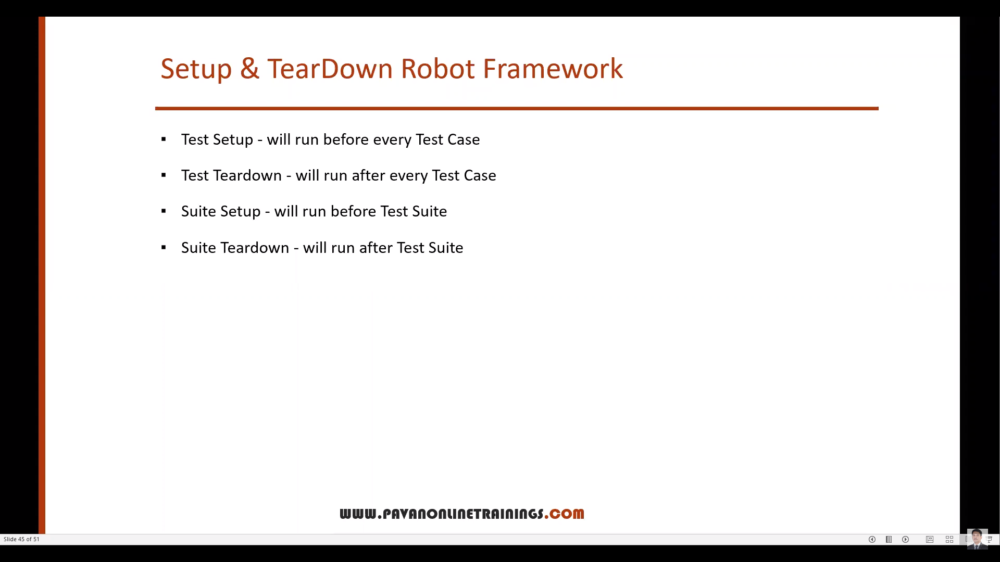 Setup & TearDown Robot Framework
▪ Test Setup - will run before every Test Case
▪ Test Teardown - will run after every Test Case
▪ Suite Setup - will run before Test Suite
▪ Suite Teardown - will run after Test Suite
WWW.PAVANONLINETRAININGS.COM
Slide 45 of 51